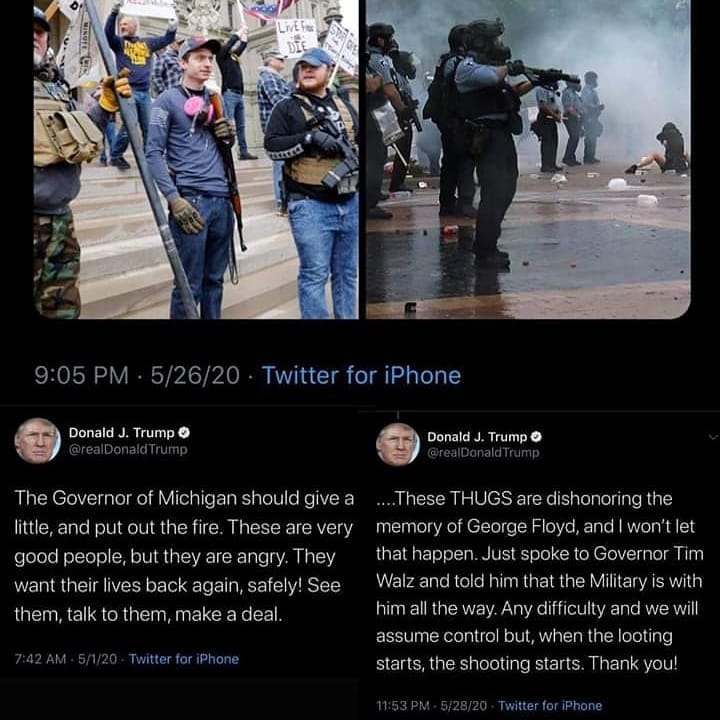 LIVE FREE
OR
DIE
9:05 PM · 5/26/20 · Twitter for iPhone
Donald J. Trump
@realDonaldTrump
The Governor of Michigan should give a
little, and put out the fire. These are very
good people, but they are angry. They
want their lives back again, safely! See
them, talk to them, make a deal.
7:42 AM · 5/1/20 · Twitter for iPhone
Donald J. Trump
@realDonaldTrump
....These THUGS are dishonoring the
memory of George Floyd, and I won't let
that happen. Just spoke to Governor Tim
Walz and told him that the Military is with
him all the way. Any difficulty and we will
assume control but, when the looting
starts, the shooting starts. Thank you!
11:53 PM · 5/28/20 · Twitter for iPhone